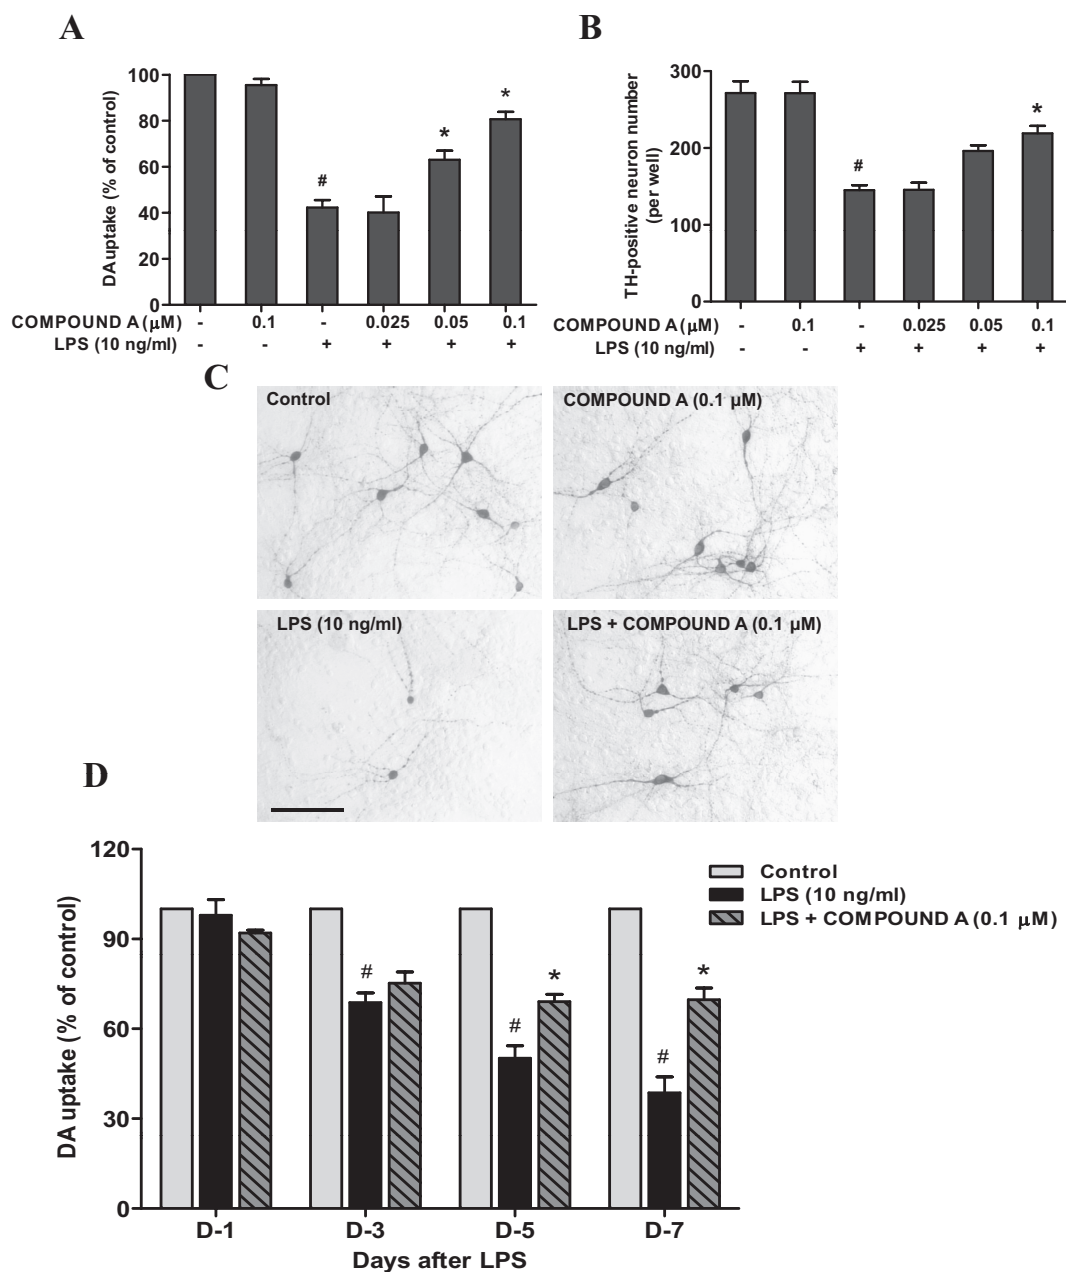 A
DA uptake (% of control)
100
80
60
40
20
0
#
*
*
COMPOUND A (μM) - 0.1 - 0.025 0.05 0.1
LPS (10 ng/ml) - - + + + +
B
TH-positive neuron number
(per well)
300
200
100
0
#
*
COMPOUND A (μM) - 0.1 - 0.025 0.05 0.1
LPS (10 ng/ml) - - + + + +
C
Control
COMPOUND A (0.1 μM)
LPS (10 ng/ml)
LPS + COMPOUND A (0.1 μM)
D
DA uptake (% of control)
120
90
60
30
0
#
#
*
#
*
Control
LPS (10 ng/ml)
LPS + COMPOUND A (0.1 μM)
D-1 D-3 D-5 D-7
Days after LPS